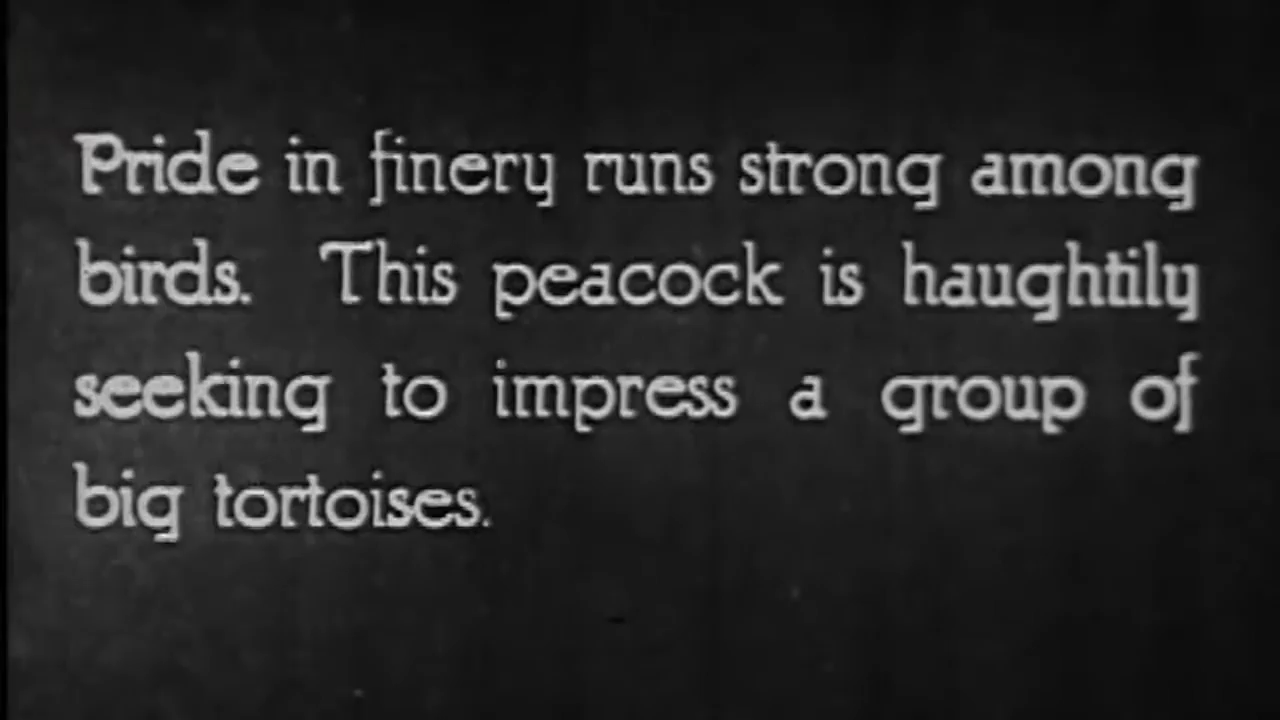 Pride in finery runs strong among
birds. This peacock is haughtily
seeking to impress a group of
big tortoises.